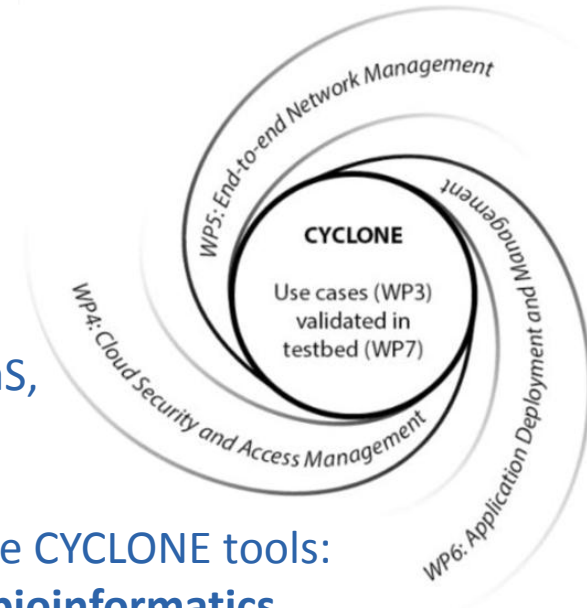 WP5: End-to-end Network Management
WP6: Application Deployment and Management
CYCLONE
Use cases (WP3)
validated in
testbed (WP7)
WP4: Cloud Security and Access Management
s,
e CYCLONE tools:
bioinformatics